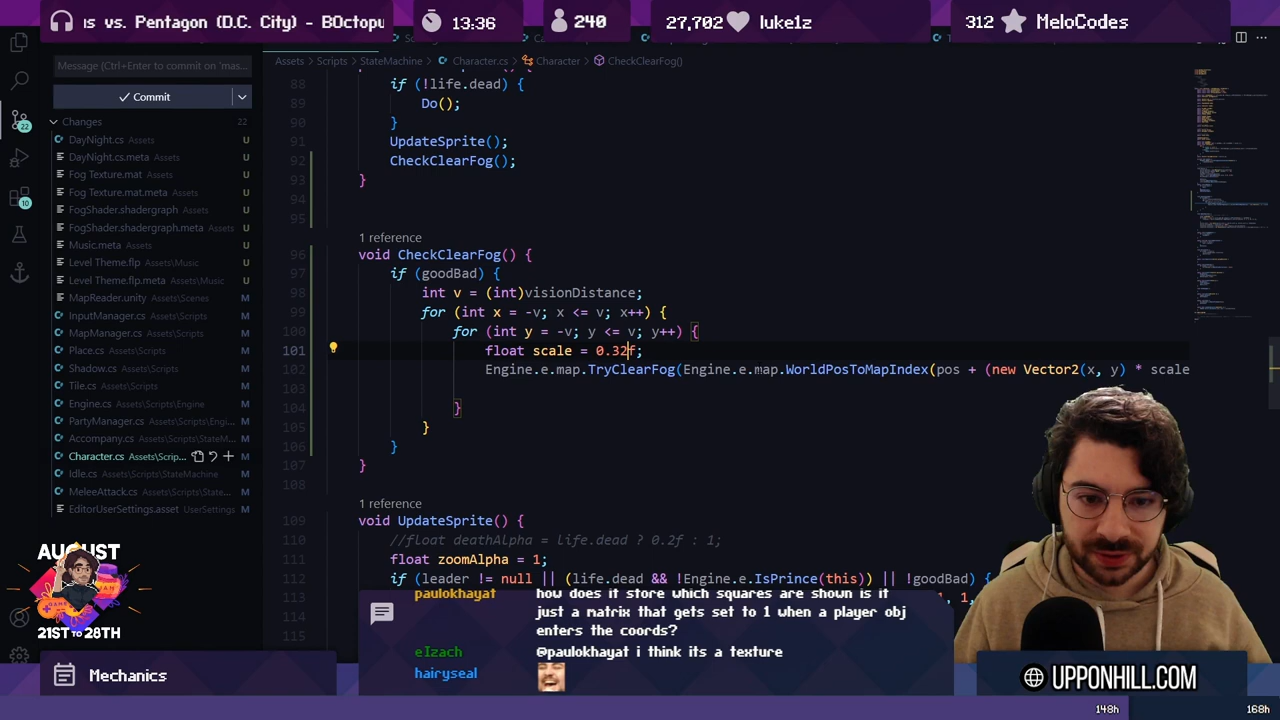 ıs vs. Pentagon (D.C. City) - BOctopu
13:36
240
27,702 luke1z
312 MeloCodes
Message (Ctrl+Enter to commit on 'mas...
Commit
Changes 22
DayNight.cs Assets U
DayNight.cs.meta Assets U
Fog Texture.mat Assets U
Fog Texture.mat.meta Assets U
FogShader.shadergraph Assets U
FogShader.shadergraph.meta Assets U
Music.meta Assets U
Level Theme.flp Assets\Music U
Level Theme.flp.meta Assets\Music U
MapReader.unity Assets\Scenes M
InputManager.cs Assets\Scripts M
MapManager.cs Assets\Scripts M
Place.cs Assets\Scripts M
Shadow.cs Assets\Scripts M
Tile.cs Assets\Scripts M
Engine.cs Assets\Scripts\Engine M
PartyManager.cs Assets\Scripts\Engi... M
Accompany.cs Assets\Scripts\StateM... M
Character.cs Assets\Scrip... M
Idle.cs Assets\Scripts\StateMachine M
MeleeAttack.cs Assets\Scripts\State... M
EditorUserSettings.asset UserSettings M
22
10
Assets > Scripts > StateMachine > Character.cs > Character > CheckClearFog()
88 if (!life.dead) {
89 Do();
90 }
91 UpdateSprite();
92 CheckClearFog();
93 }
94
95
1 reference
96 void CheckClearFog() {
97 if (goodBad) {
98 int v = (int)visionDistance;
99 for (int x = -v; x <= v; x++) {
100 for (int y = -v; y <= v; y++) {
101 float scale = 0.32f;
102 Engine.e.map.TryClearFog(Engine.e.map.WorldPosToMapIndex(pos + (new Vector2(x, y) * scale
103
104 }
105 }
106 }
107 }
108
1 reference
109 void UpdateSprite() {
110 //float deathAlpha = life.dead ? 0.2f : 1;
111 float zoomAlpha = 1;
112 if (leader != null || (life.dead && !Engine.e.IsPrince(this)) || !goodBad) {
113 1, 1,
114
115
AUGUST
21ST TO 28TH
Mechanics
paulokhayat how does it store which squares are shown is it
just a matrix that gets set to 1 when a player obj
enters the coords?
elzach @paulokhayat i think its a texture
hairyseal
UPPONHILL.COM
148h
168h